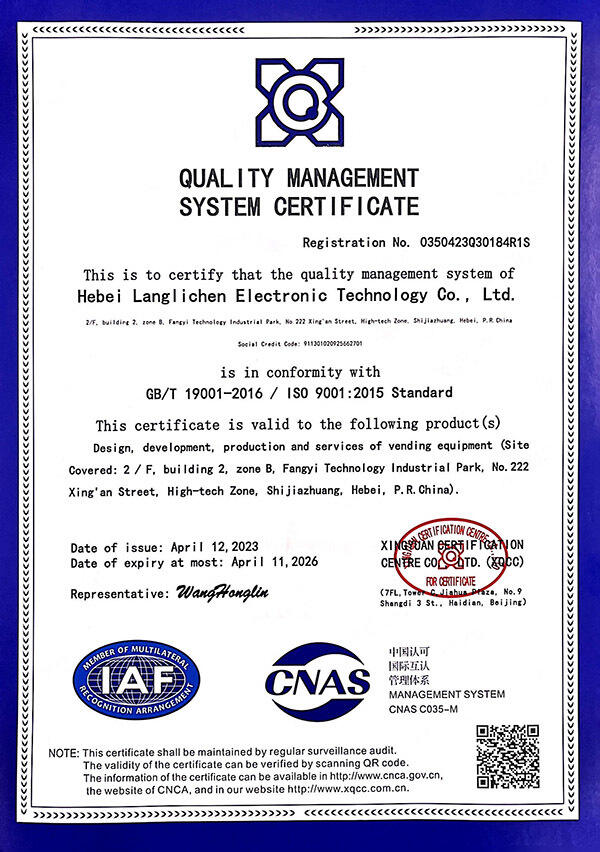 QUALITY MANAGEMENT
SYSTEM CERTIFICATE
Registration No. 0350423Q30184R1S
This is to certify that the quality management system of
Hebei Langlichen Electronic Technology Co., Ltd.
2/F, building 2, zone B, Fangyi Technology Industrial Park, No.222 Xing'an Street, High-tech Zone, Shijiazhuang, Hebei, P.R.China
Social Credit Code: 911301020925662701
is in conformity with
GB/T 19001-2016 / ISO 9001:2015 Standard
This certificate is valid to the following product(s)
Design, development, production and services of vending equipment (Site
Covered: 2 / F, building 2, zone B, Fangyi Technology Industrial Park, No.222
Xing'an Street, High-tech Zone, Shijiazhuang, Hebei, P.R.China).
Date of issue: April 12,2023
Date of expiry at most: April 11,2026
Representative: WangHonglin
XINGYUAN CERTIFICATION
CENTRE CO., LTD. (XQCC)
(7FL, Tower C Jiahua Plaza, No.9
Shangdi 3 St., Haidian, Beijing)
CERTIFICATION CENTRE
FOR CERTIFICATE
MEMBER OF MULTILATERAL
IAF
RECOGNITION ARRANGEMENT
CNAS
中国认可
国际互认
管理体系
MANAGEMENT SYSTEM
CNAS C035-M
NOTE: This certificate shall be maintained by regular surveillance audit.
The validity of the certificate can be verified by scanning QR code.
The information of the certificate can be available in http://www.cnca.gov.cn,
the website of CNCA, and in our website http://www.xqcc.com.cn.